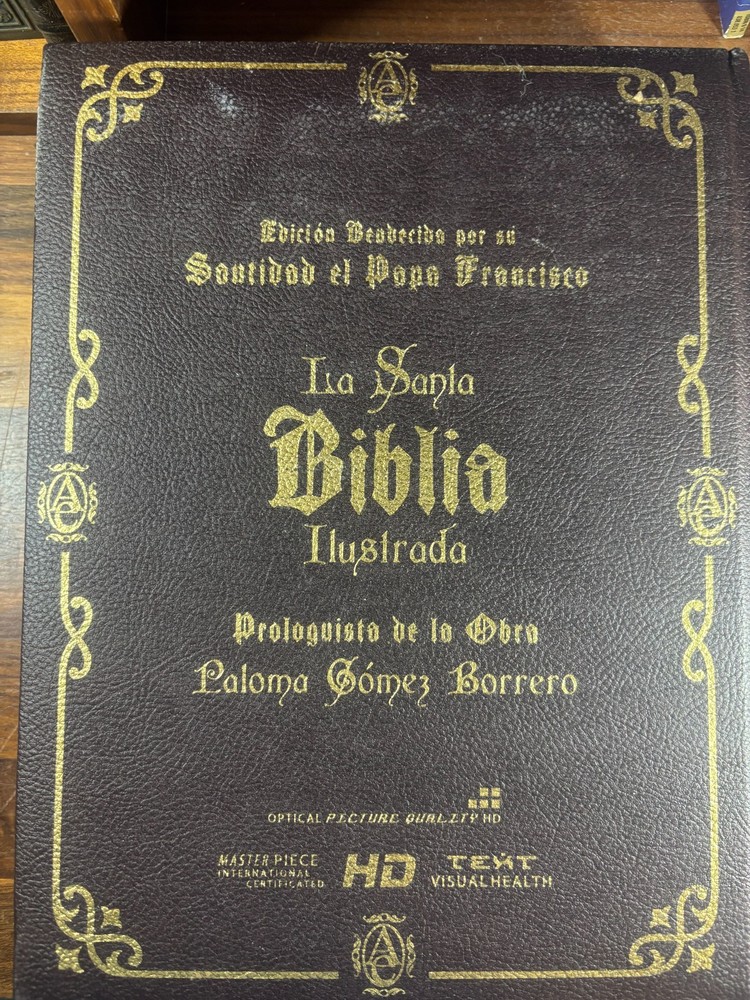 Edición Bendecida por su
Santidad el Papa Francisco
La Santa
Biblia
Ilustrada
Prologuista de la Obra
Paloma Gómez Borrero
OPTICAL PICTURE QUALITY HD
MASTER PIECE
INTERNATIONAL
CERTIFICATED
HD
TEXT
VISUAL HEALTH